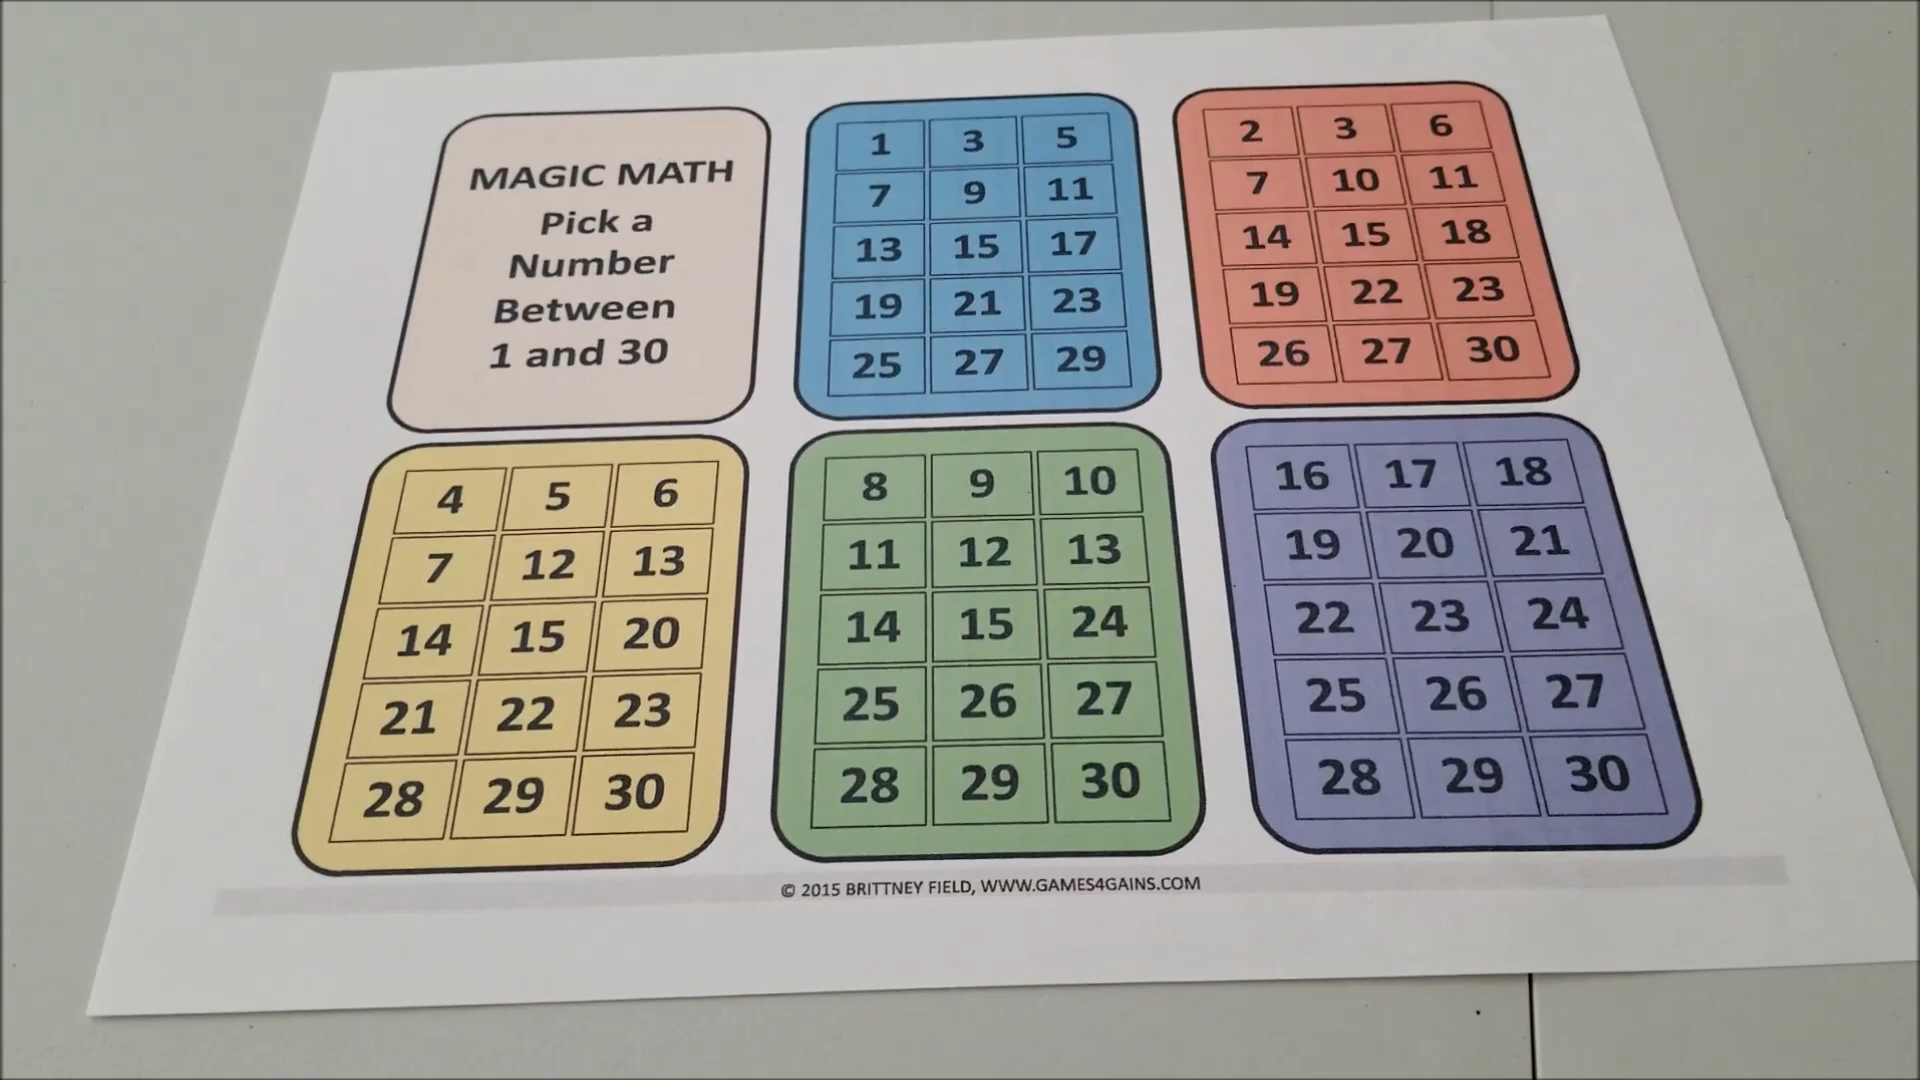 MAGIC MATH
Pick a
Number
Between
1 and 30
1 3 5
7 9 11
13 15 17
19 21 23
25 27 29
2 3 6
7 10 11
14 15 18
19 22 23
26 27 30
4 5 6
7 12 13
14 15 20
21 22 23
28 29 30
8 9 10
11 12 13
14 15 24
25 26 27
28 29 30
16 17 18
19 20 21
22 23 24
25 26 27
28 29 30
© 2015 BRITTNEY FIELD, WWW.GAMES4GAINS.COM